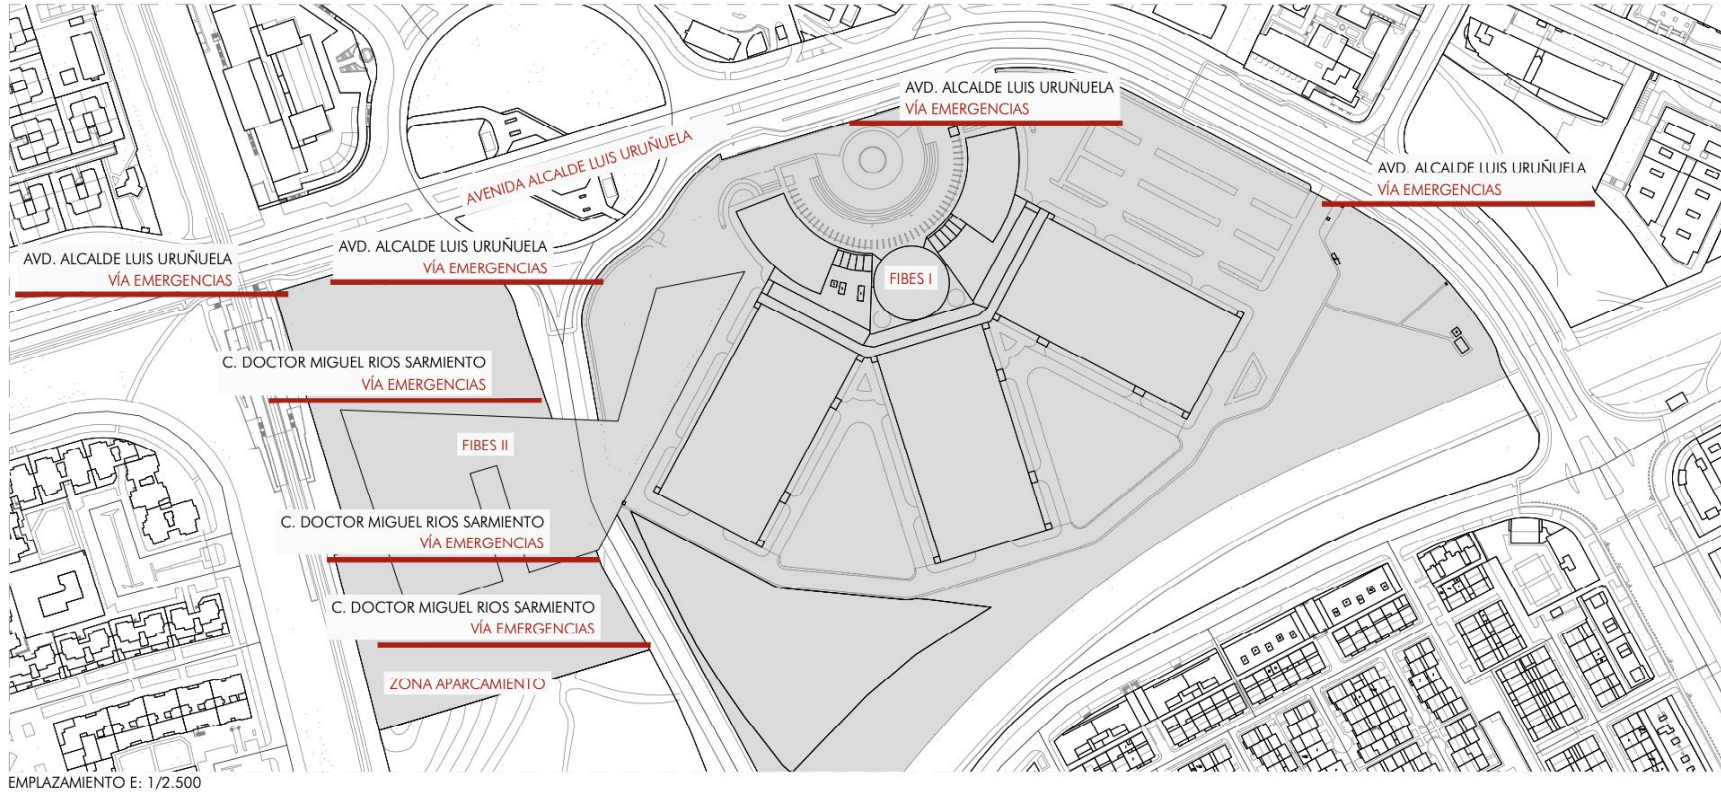 AVD. ALCALDE LUIS URUÑUELA
VÍA EMERGENCIAS
AVENIDA ALCALDE LUIS URUÑUELA
AVD. ALCALDE LUIS URUÑUELA
VÍA EMERGENCIAS
AVD. ALCALDE LUIS URUÑUELA
VÍA EMERGENCIAS
AVD. ALCALDE LUIS URUÑUELA
VÍA EMERGENCIAS
FIBES I
C. DOCTOR MIGUEL RIOS SARMIENTO
VÍA EMERGENCIAS
FIBES II
C. DOCTOR MIGUEL RIOS SARMIENTO
VÍA EMERGENCIAS
C. DOCTOR MIGUEL RIOS SARMIENTO
VÍA EMERGENCIAS
ZONA APARCAMIENTO
EMPLAZAMIENTO E: 1/2.500